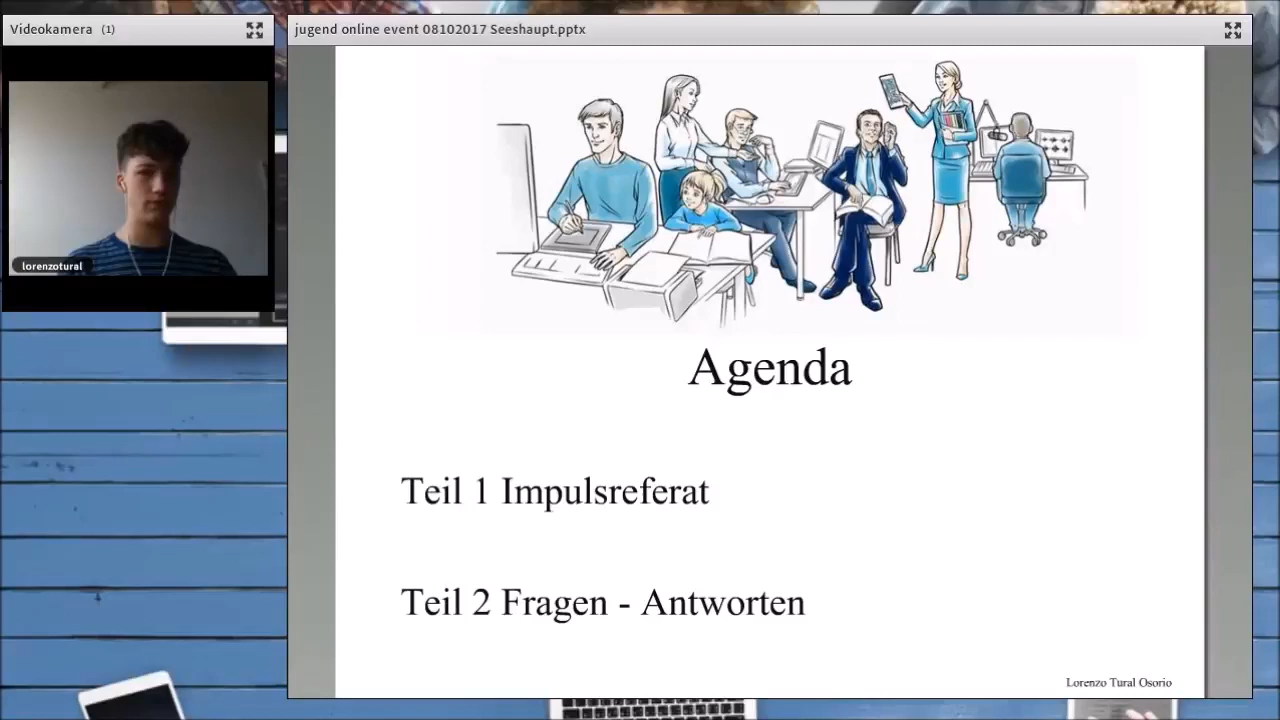 Videokamera (1)
jugend online event 08102017 Seeshaupt.pptx
lorenzotural
Agenda
Teil 1 Impulsreferat
Teil 2 Fragen - Antworten
Lorenzo Tural Osorio